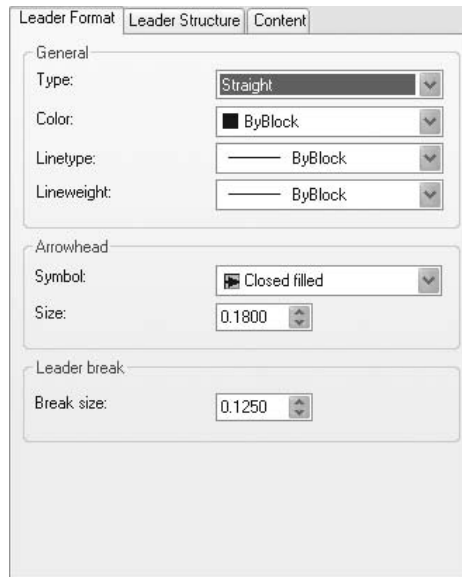 Leader Format Leader Structure Content
General
Type: Straight
Color: ByBlock
Linetype: ByBlock
Lineweight: ByBlock
Arrowhead
Symbol: Closed filled
Size: 0.1800
Leader break
Break size: 0.1250